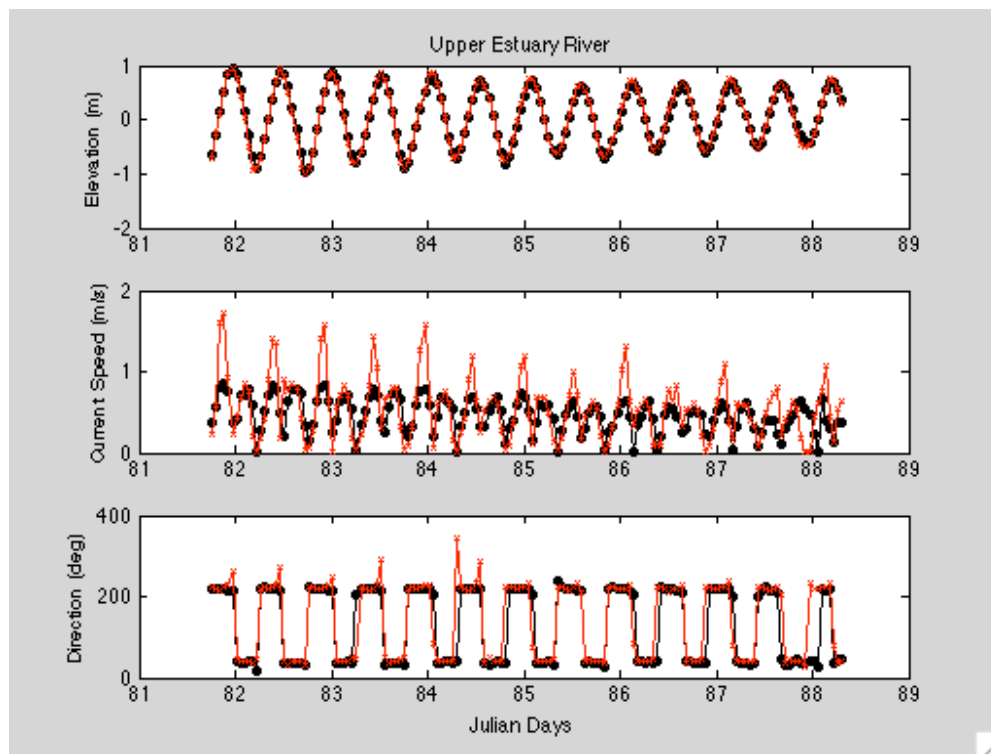 Upper Estuary River
Elevation (m)
1
0
-1
-2
81 82 83 84 85 86 87 88 89
Current Speed (m/s)
2
1
0
81 82 83 84 85 86 87 88 89
Direction (deg)
400
200
0
81 82 83 84 85 86 87 88 89
Julian Days